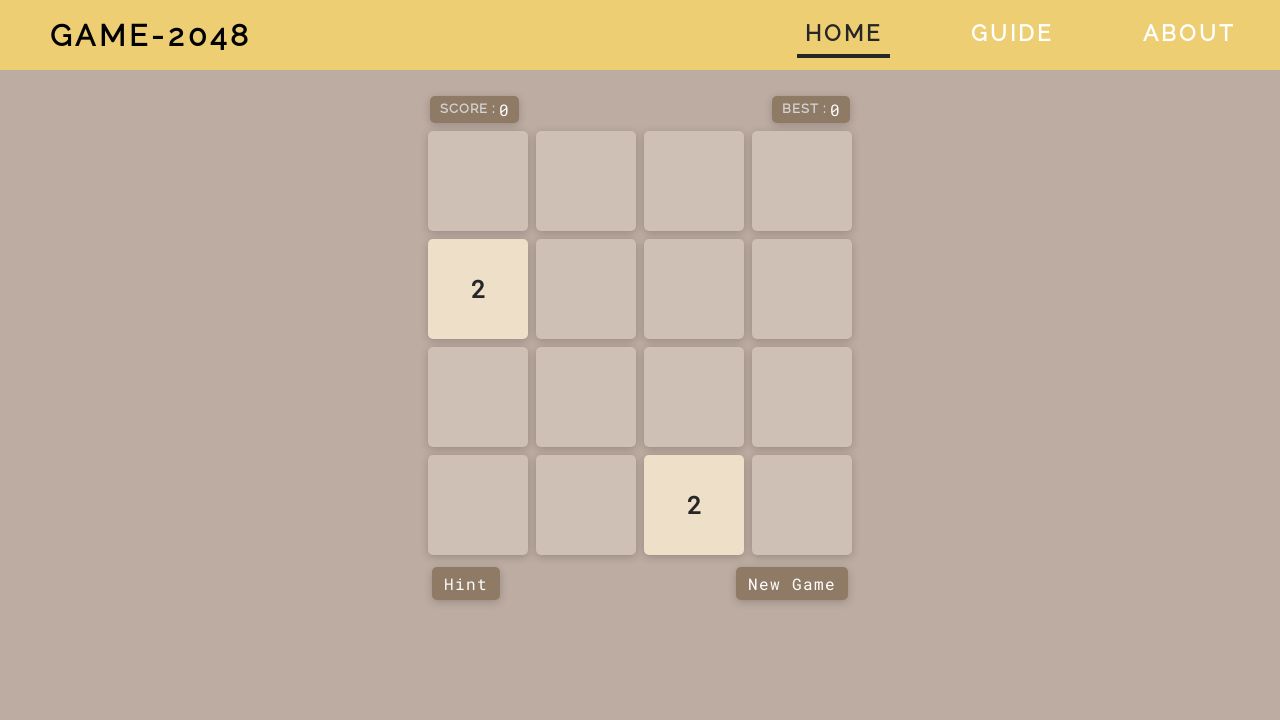 GAME-2048
HOME GUIDE ABOUT
SCORE : 0
BEST : 0
2
2
Hint
New Game